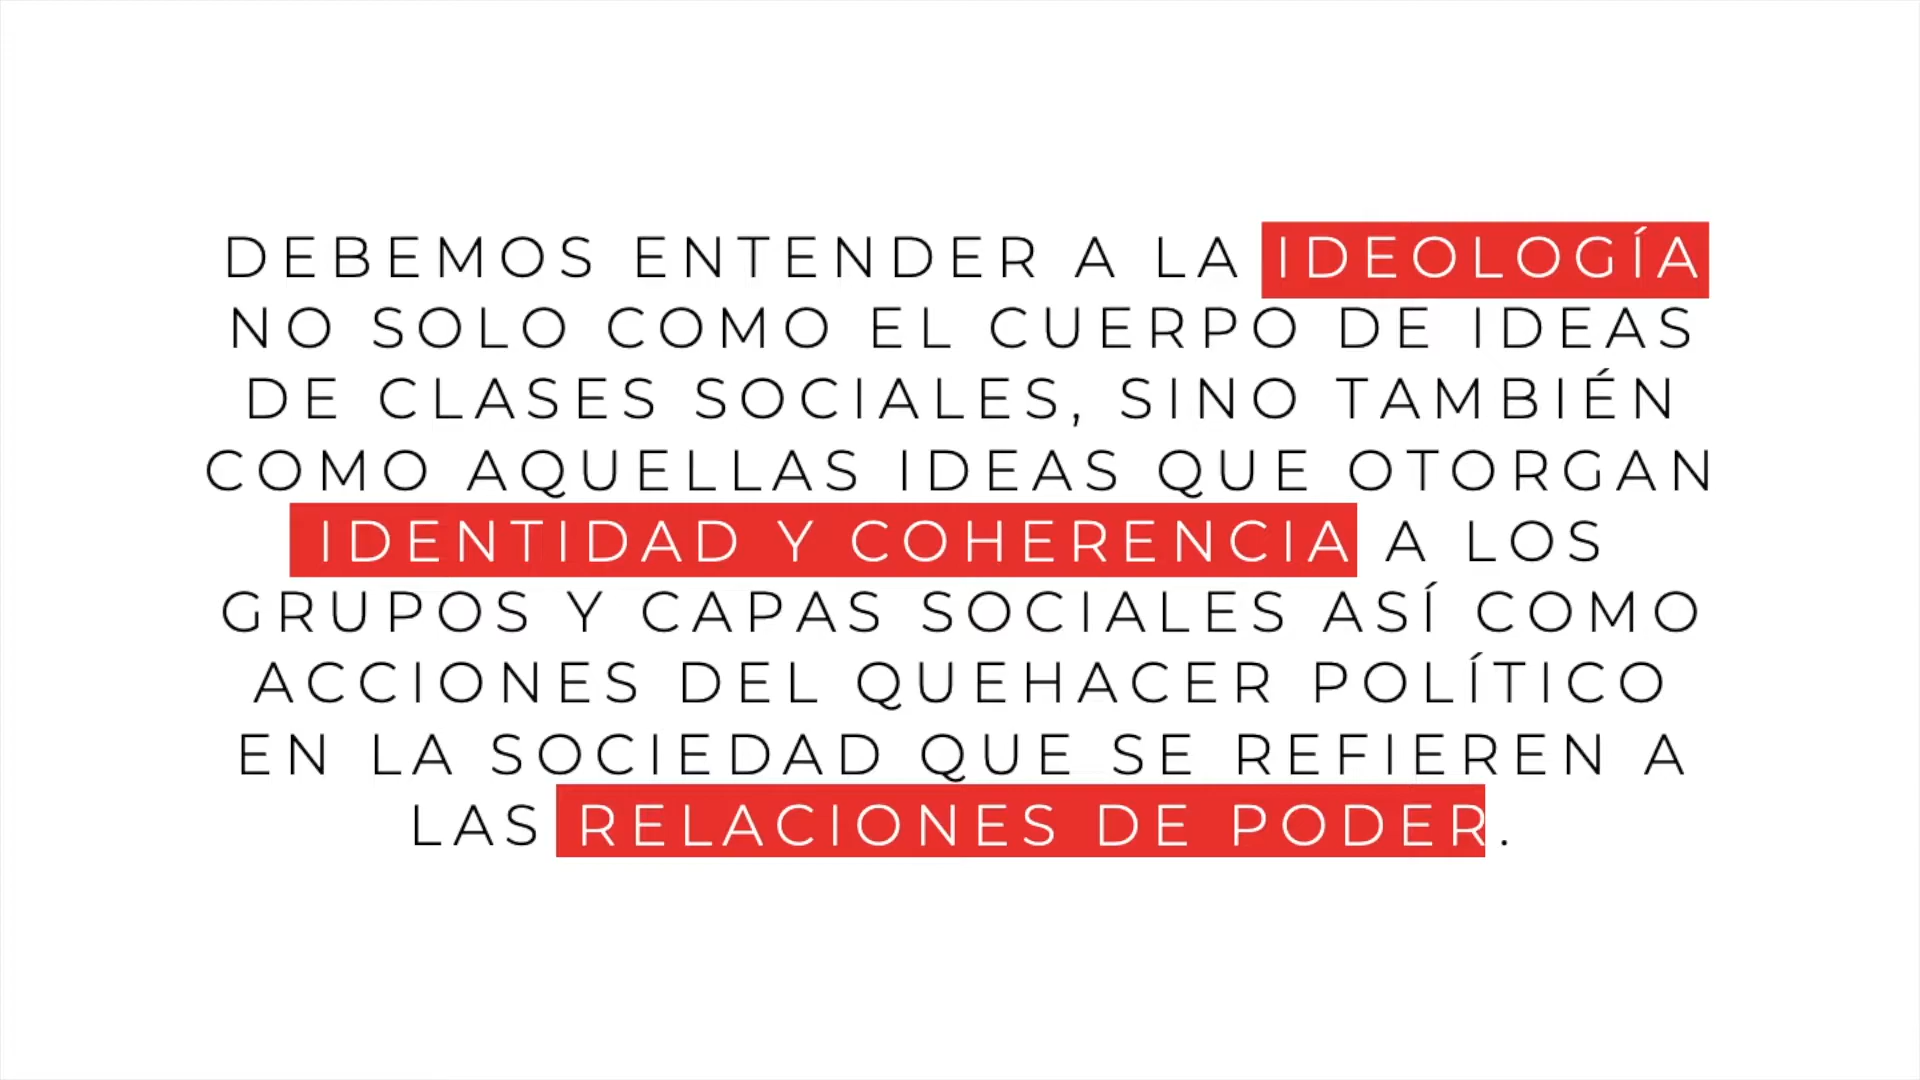 DEBEMOS ENTENDER A LA IDEOLOGÍA
NO SOLO COMO EL CUERPO DE IDEAS
DE CLASES SOCIALES, SINO TAMBIÉN
COMO AQUELLAS IDEAS QUE OTORGAN
IDENTIDAD Y COHERENCIA A LOS
GRUPOS Y CAPAS SOCIALES ASÍ COMO
ACCIONES DEL QUEHACER POLÍTICO
EN LA SOCIEDAD QUE SE REFIEREN A
LAS RELACIONES DE PODER.